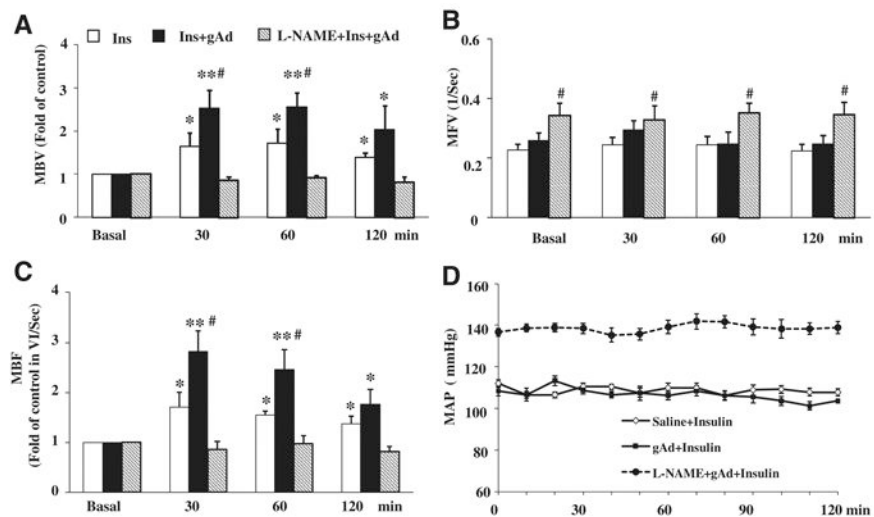 A
Ins
Ins+gAd
L-NAME+Ins+gAd
MBV (Fold of control)
4
3
2
1
0
**#
**#
*
*
*
*
Basal
30
60
120 min
B
MFV (1/Sec)
0.6
0.4
0.2
0
#
#
#
#
Basal
30
60
120 min
C
MBF
(Fold of control in VI/Sec)
4
3
2
1
0
**#
**#
*
*
*
*
Basal
30
60
120 min
D
MAP ( mmHg)
160
140
120
100
80
60
Saline+Insulin
gAd+Insulin
L-NAME+gAd+Insulin
0
30
60
90
120 min